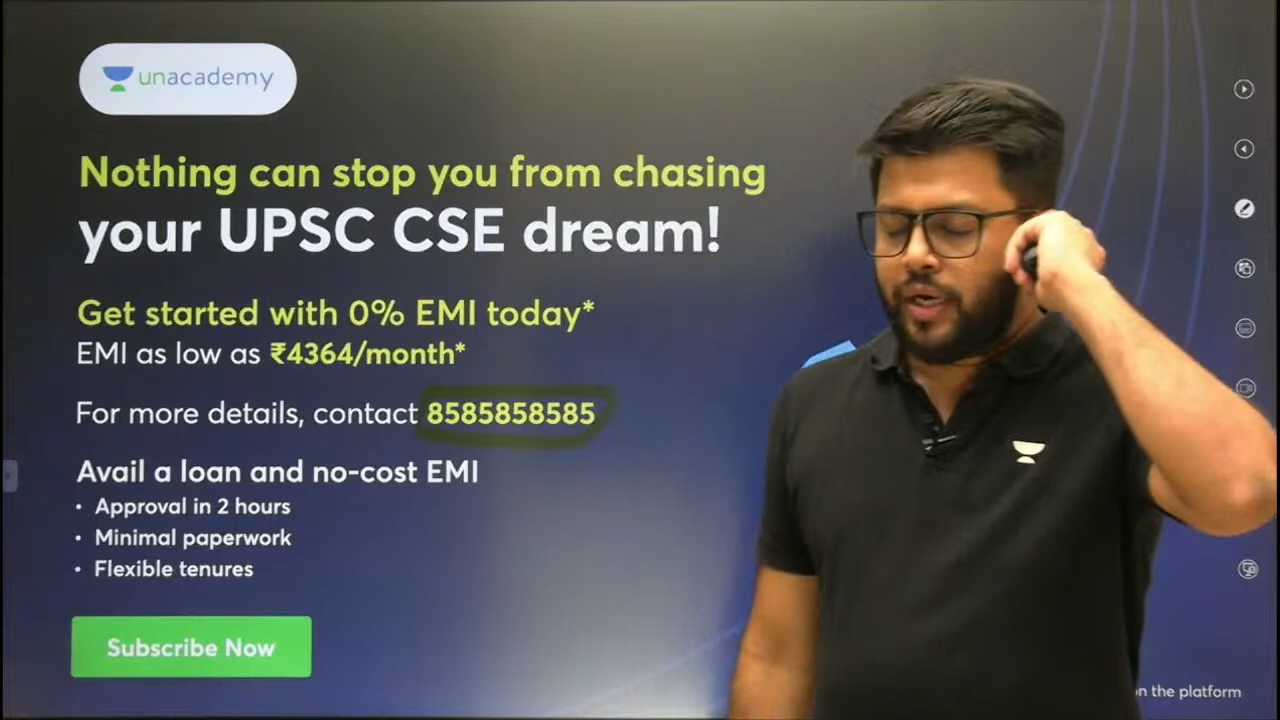 unacademy
Nothing can stop you from chasing
your UPSC CSE dream!
Get started with 0% EMI today*
EMI as low as ₹4364/month*
For more details, contact 8585858585
Avail a loan and no-cost EMI
• Approval in 2 hours
• Minimal paperwork
• Flexible tenures
Subscribe Now
on the platform